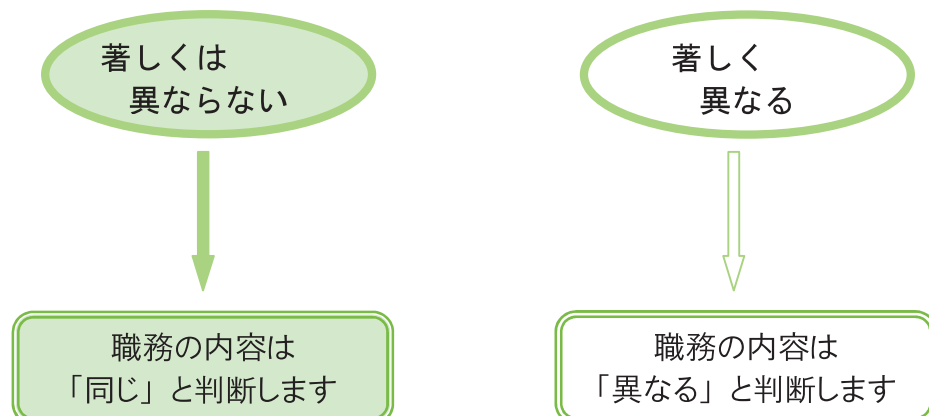 著しくは
異ならない
著しく
異なる
職務の内容は
「同じ」と判断します
職務の内容は
「異なる」と判断します